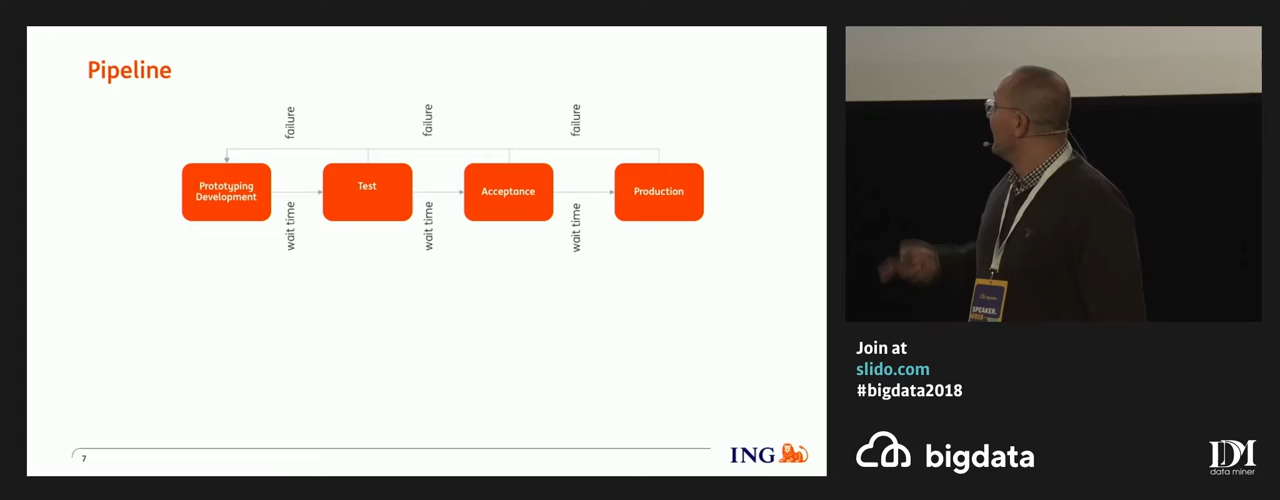 Pipeline
failure
failure
failure
Prototyping
Development
Test
Acceptance
Production
wait time
wait time
wait time
7
ING
SPEAKER.
Join at
slido.com
#bigdata2018
bigdata
DM
data miner